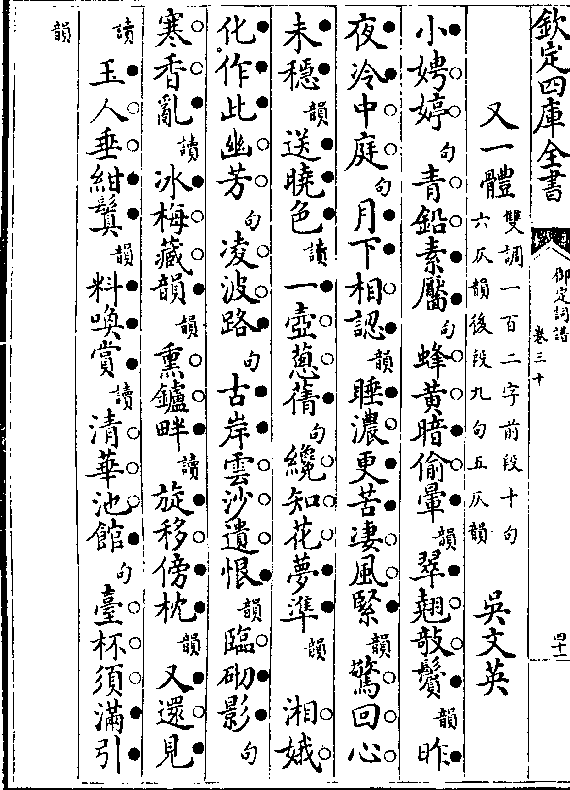 欽定四庫全書
御定詞譜
卷三十
四十一
又一體
雙調一百二字前段十句
六仄韻後段九句五仄韻
吳文英
小娉婷句青鉛素靨句蜂黃暗偷暈韻翠翹敧鬢韻昨
夜泠中庭句月下相認韻睡濃更苦淒風緊韻驚回心
未穩韻送曉色讀一壺蔥蒨句纔知花夢準韻湘娥
化作此幽芳句凌波路句古岸雲沙遺恨韻臨砌影句
寒香亂讀冰梅藏韻韻熏鑪畔讀旋移傍枕韻又還見
讀玉人垂紺鬒韻料喚賞讀清華池館句臺杯須滿引
韻